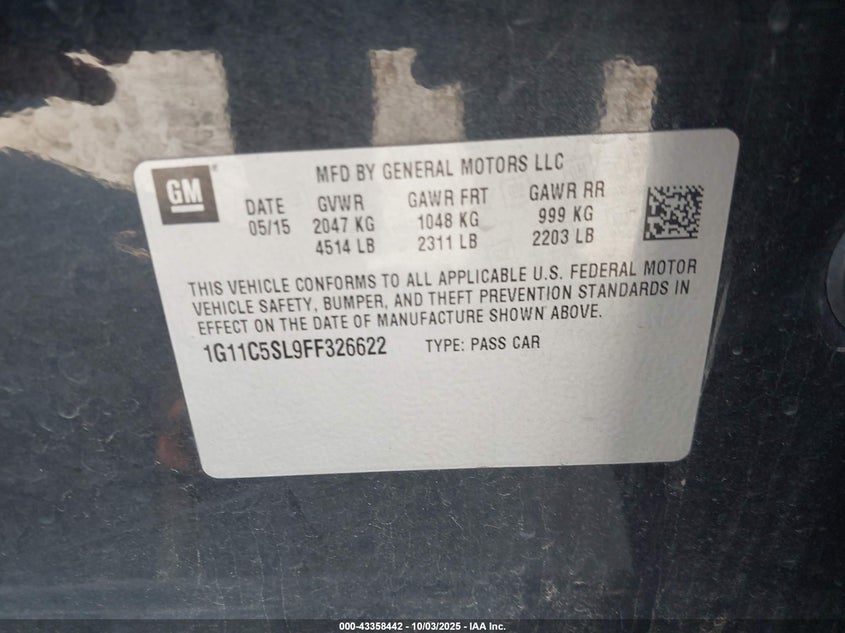 GM
MFD BY GENERAL MOTORS LLC
DATE GVWR GAWR FRT GAWR RR
05/15 2047 KG 1048 KG 999 KG
4514 LB 2311 LB 2203 LB
THIS VEHICLE CONFORMS TO ALL APPLICABLE U.S. FEDERAL MOTOR
VEHICLE SAFETY, BUMPER, AND THEFT PREVENTION STANDARDS IN
EFFECT ON THE DATE OF MANUFACTURE SHOWN ABOVE.
1G11C5SL9FF326622 TYPE: PASS CAR
000-43358442 - 10/03/2025 - IAA Inc.